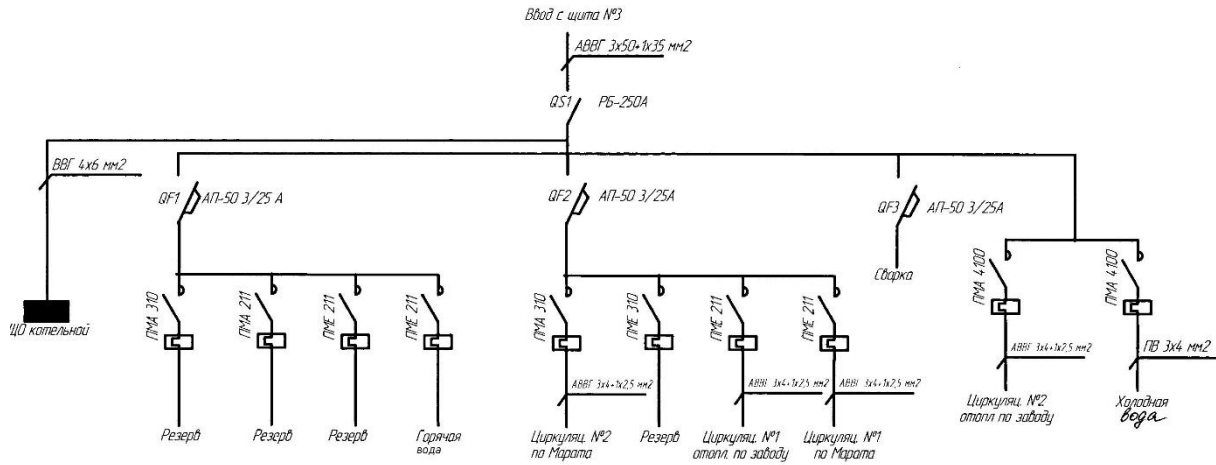 Ввод с щита №3
АВВГ 3х50+1х35 мм2
QS1 РБ-250А
ВВГ 4х6 мм2
QF1 АП-50 3/25 А
QF2 АП-50 3/25А
QF3 АП-50 3/25А
Сварка
ЩО котельной
ПМА 310
ПМА 211
ПМЕ 211
ПМЕ 211
ПМА 310
ПМЕ 310
ПМЕ 211
ПМЕ 211
ПМА 4100
ПМА 4100
АВВГ 3х4+1х2,5 мм2
АВВГ 3х4+1х2,5 мм2
АВВГ 3х4+1х2,5 мм2
АВВГ 3х4+1х2,5 мм2
ПВ 3х4 мм2
Резерв
Резерв
Резерв
Горячая
вода
Циркуляц. №2
по Марата
Резерв
Циркуляц. №1
отопл. по заводу
Циркуляц. №1
по Марата
Циркуляц. №2
отопл по заводу
Холодная
вода